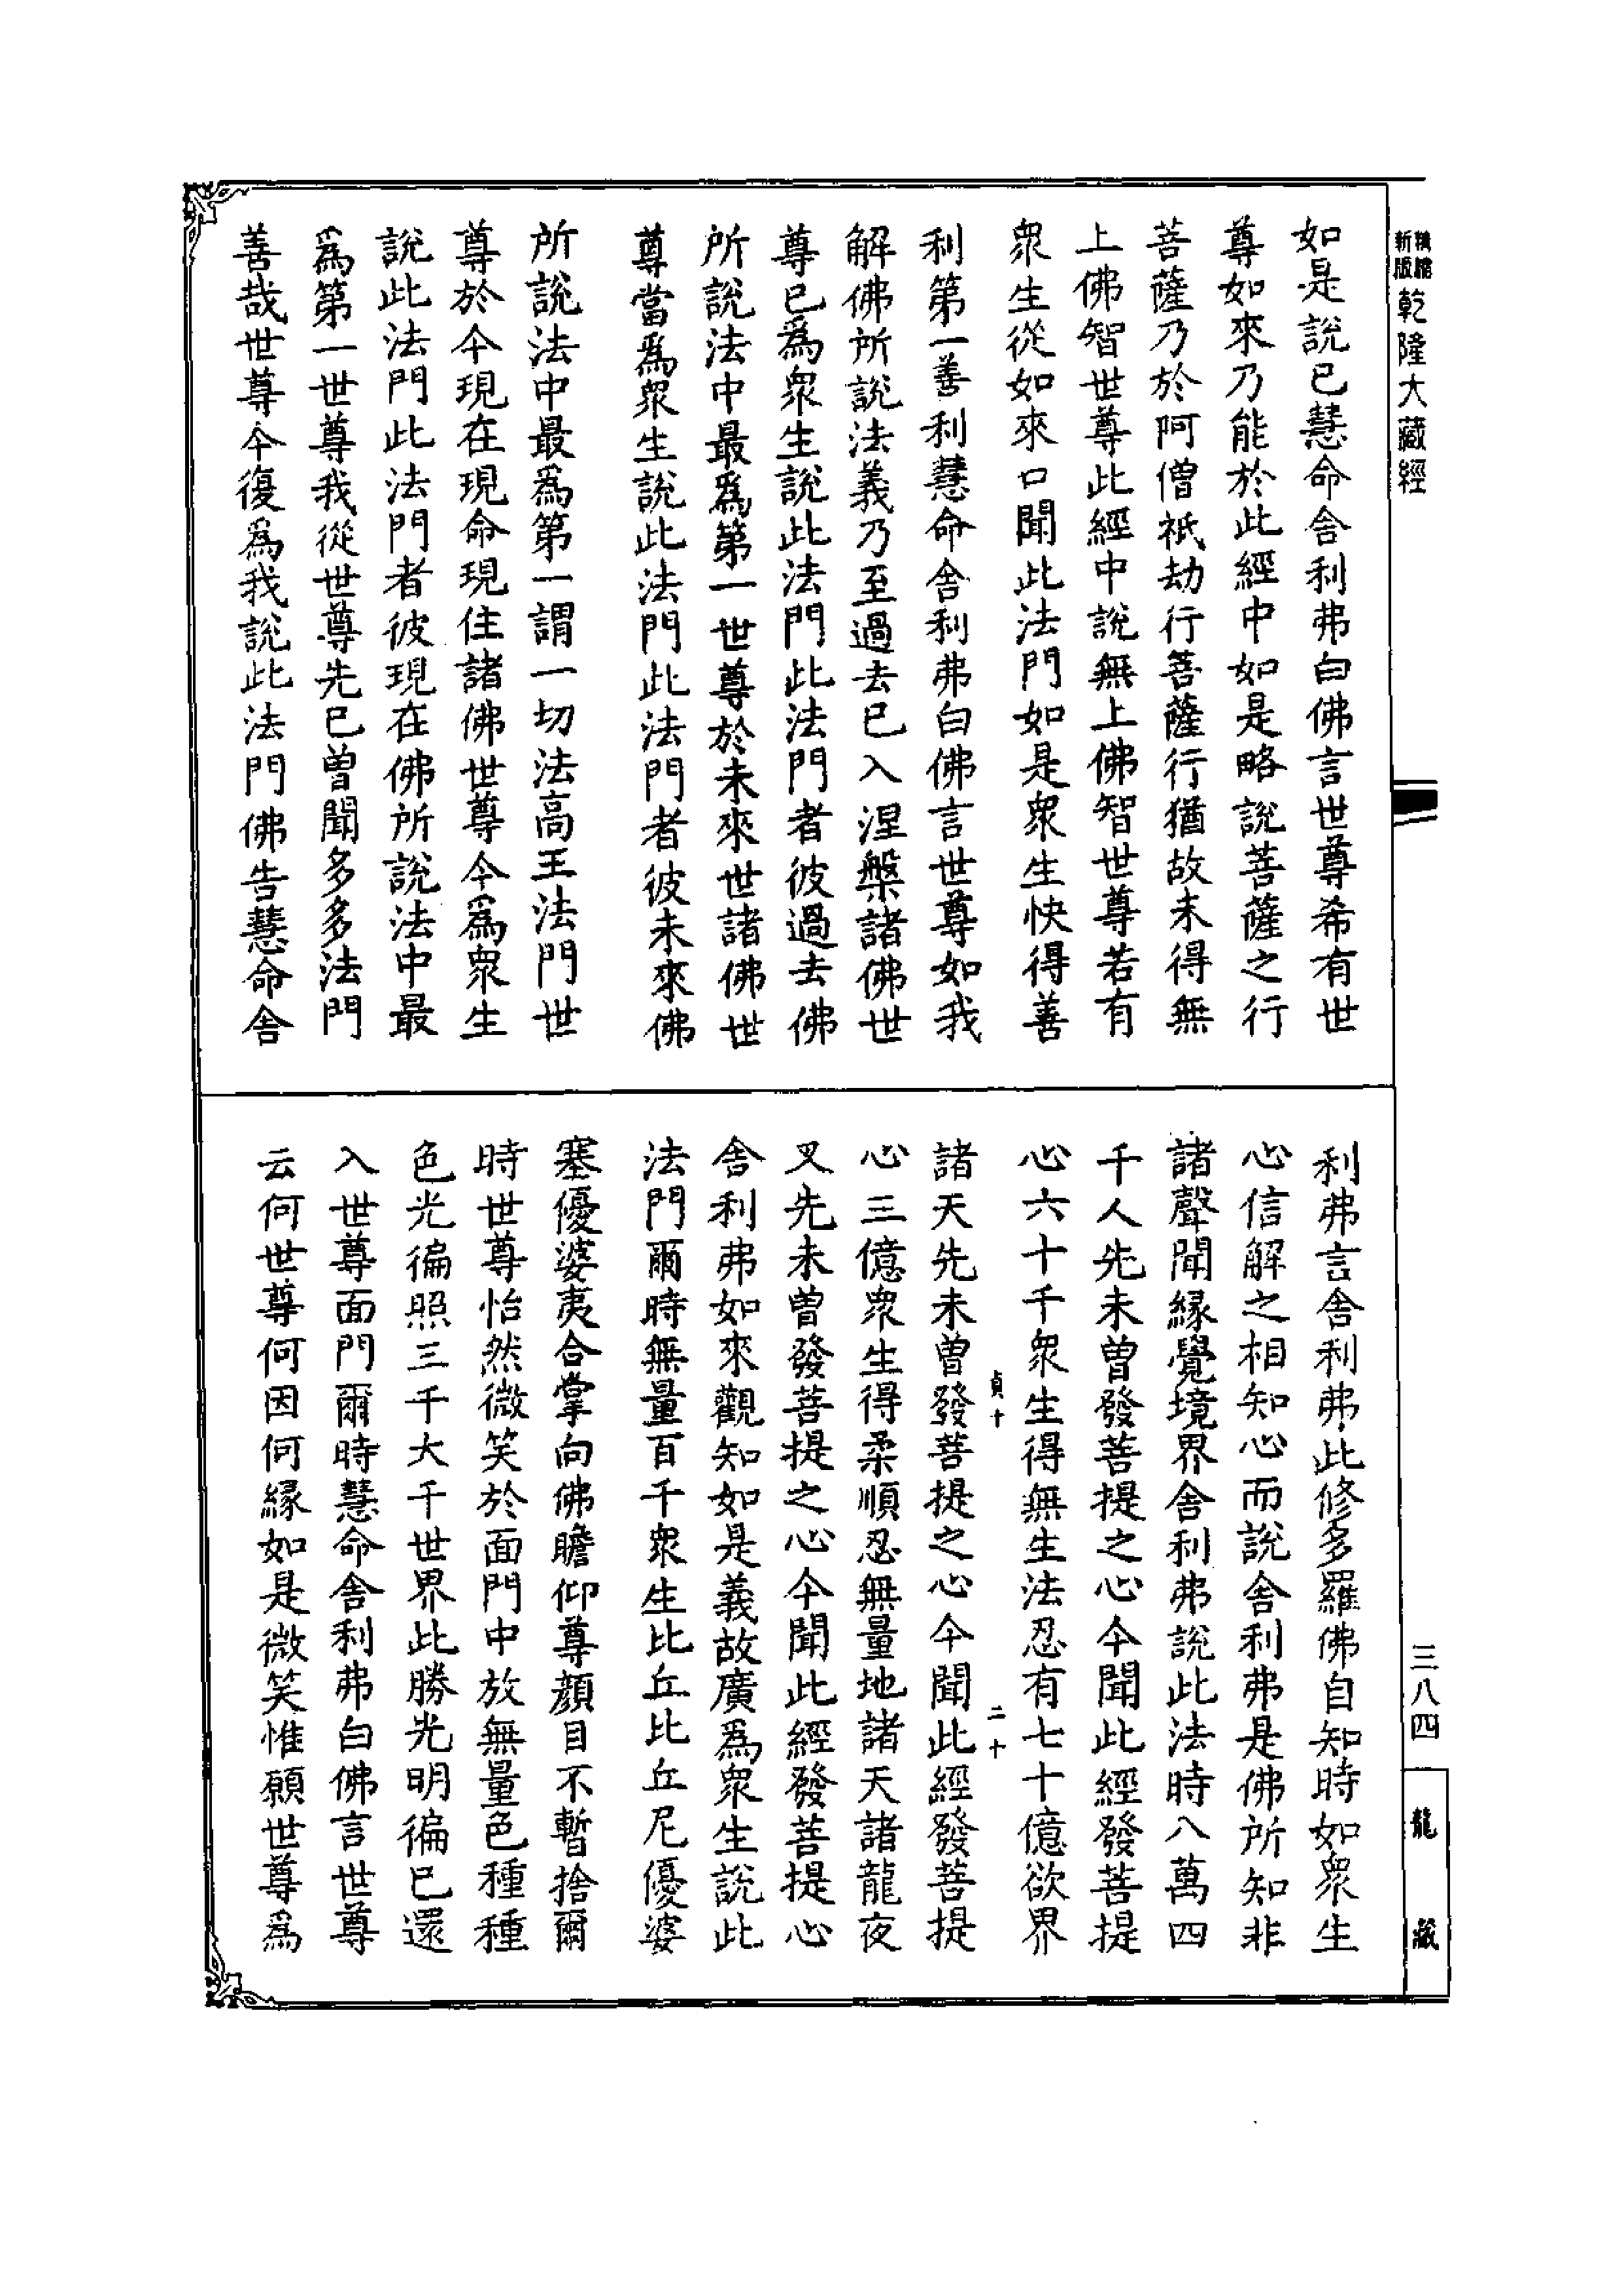 精縮新版乾隆大藏經
如是說已慧命舍利弗白佛言世尊希有世
尊如來乃能於此經中如是略說菩薩之行
菩薩乃於阿僧祇劫行菩薩行猶故未得無
上佛智世尊此經中說無上佛智世尊若有
衆生從如來口聞此法門如是衆生快得善
利第一善利慧命舍利弗白佛言世尊如我
解佛所說法義乃至過去已入涅槃諸佛世
尊已爲衆生說此法門此法門者彼過去佛
所說法中最爲第一世尊於未來世諸佛世
尊當爲衆生說此法門此法門者彼未來佛
所說法中最爲第一謂一切法高王法門世
尊於今現在現命現住諸佛世尊今爲衆生
說此法門此法門者彼現在佛所說法中最
爲第一世尊我從世尊先已曾聞多多法門
善哉世尊今復爲我說此法門佛告慧命舍
利弗言舍利弗此修多羅佛自知時如衆生
心信解之相知心而說舍利弗是佛所知非
諸聲聞緣覺境界舍利弗說此法時八萬四
千人先未曾發菩提之心今聞此經發菩提
心六十千衆生得無生法忍有七十億欲界
貞十 二十
諸天先未曾發菩提之心今聞此經發菩提
心三億衆生得柔順忍無量地諸天諸龍夜
叉先未曾發菩提之心今聞此經發菩提心
舍利弗如來觀知如是義故廣爲衆生說此
法門爾時無量百千衆生比丘比丘尼優婆
塞優婆夷合掌向佛瞻仰尊顏目不暫捨爾
時世尊怡然微笑於面門中放無量色種種
色光徧照三千大千世界此勝光明徧已還
入世尊面門爾時慧命舍利弗白佛言世尊
云何世尊何因何緣如是微笑惟願世尊爲
三八四
龍藏